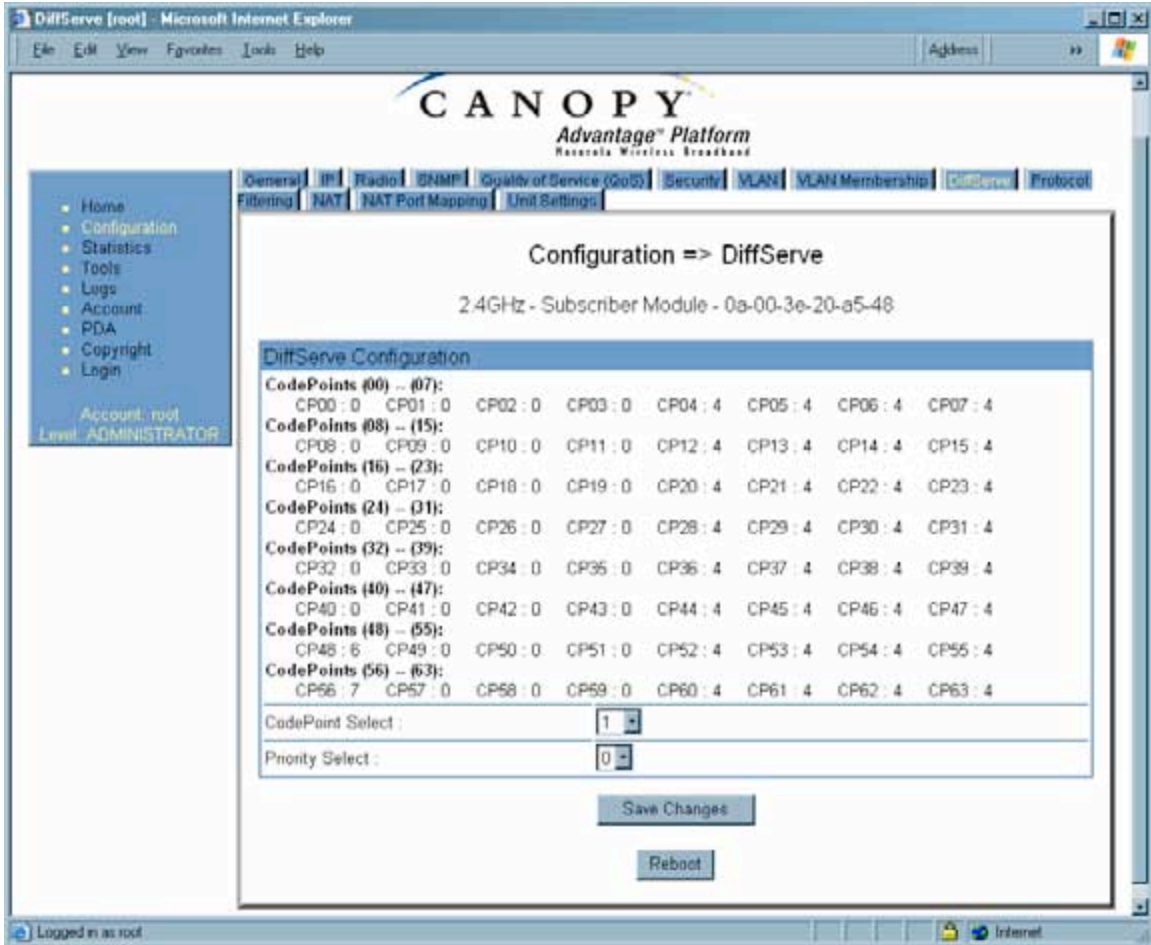 DiffServe [root] - Microsoft Internet Explorer
File Edit View Favorites Tools Help Address »
CANOPY
Advantage™ Platform
Motorola Wireless Broadband
General IP Radio SNMP Quality of Service (QoS) Security VLAN VLAN Membership DiffServe Protocol
Filtering NAT NAT Port Mapping Unit Settings
Home
Configuration
Statistics
Tools
Logs
Account
PDA
Copyright
Login
Account: root
Level: ADMINISTRATOR
Configuration => DiffServe
2.4GHz - Subscriber Module - 0a-00-3e-20-a5-48
DiffServe Configuration
CodePoints (00) -- (07):
CP00 : 0 CP01 : 0 CP02 : 0 CP03 : 0 CP04 : 4 CP05 : 4 CP06 : 4 CP07 : 4
CodePoints (08) -- (15):
CP08 : 0 CP09 : 0 CP10 : 0 CP11 : 0 CP12 : 4 CP13 : 4 CP14 : 4 CP15 : 4
CodePoints (16) -- (23):
CP16 : 0 CP17 : 0 CP18 : 0 CP19 : 0 CP20 : 4 CP21 : 4 CP22 : 4 CP23 : 4
CodePoints (24) -- (31):
CP24 : 0 CP25 : 0 CP26 : 0 CP27 : 0 CP28 : 4 CP29 : 4 CP30 : 4 CP31 : 4
CodePoints (32) -- (39):
CP32 : 0 CP33 : 0 CP34 : 0 CP35 : 0 CP36 : 4 CP37 : 4 CP38 : 4 CP39 : 4
CodePoints (40) -- (47):
CP40 : 0 CP41 : 0 CP42 : 0 CP43 : 0 CP44 : 4 CP45 : 4 CP46 : 4 CP47 : 4
CodePoints (48) -- (55):
CP48 : 6 CP49 : 0 CP50 : 0 CP51 : 0 CP52 : 4 CP53 : 4 CP54 : 4 CP55 : 4
CodePoints (56) -- (63):
CP56 : 7 CP57 : 0 CP58 : 0 CP59 : 0 CP60 : 4 CP61 : 4 CP62 : 4 CP63 : 4
CodePoint Select : 1
Priority Select : 0
Save Changes
Reboot
Logged in as root Internet